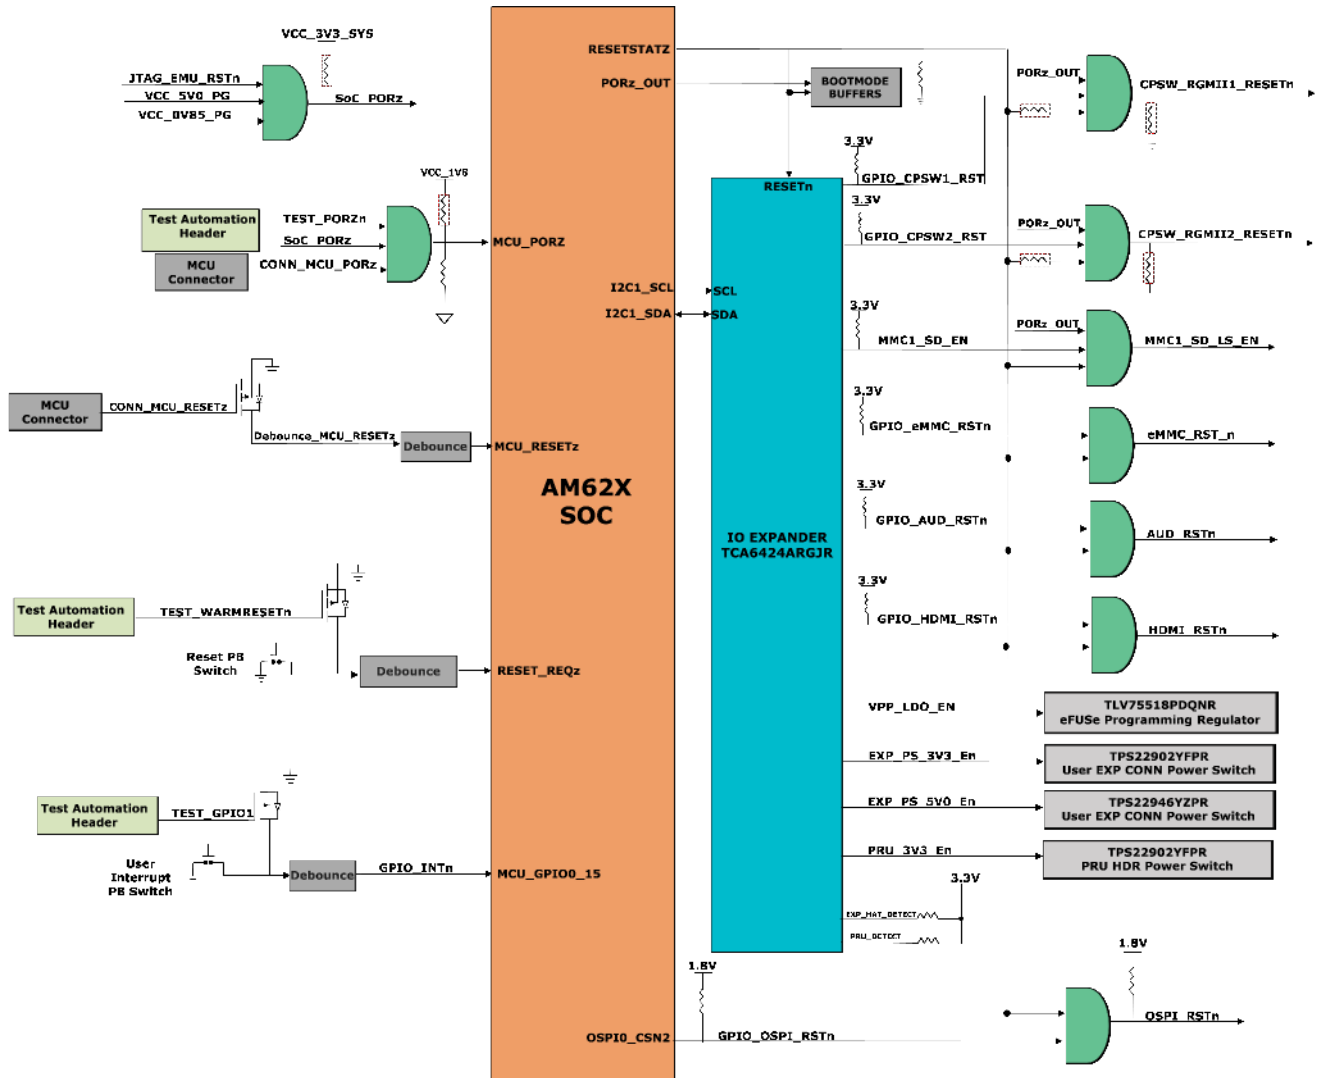 VCC_3V3_SYS
JTAG_EMU_RSTn
VCC_5V0_PG
VCC_0V85_PG
SoC_PORz
VCC_1V8
Test Automation
Header
MCU
Connector
TEST_PORZn
SoC_PORz
CONN_MCU_PORz
MCU_PORZ
MCU
Connector
CONN_MCU_RESETz
Debounce_MCU_RESETz
Debounce
MCU_RESETz
AM62X
SOC
Test Automation
Header
TEST_WARMRESETn
Reset PB
Switch
Debounce
RESET_REQz
Test Automation
Header
TEST_GPIO1
User
Interrupt
PB Switch
Debounce
GPIO_INTn
MCU_GPIO0_15
RESETSTATZ
PORz_OUT
BOOTMODE
BUFFERS
I2C1_SCL
I2C1_SDA
SCL
SDA
RESETn
IO EXPANDER
TCA6424ARGJR
3.3V
GPIO_CPSW1_RST
3.3V
GPIO_CPSW2_RST
3.3V
MMC1_SD_EN
3.3V
GPIO_eMMC_RSTn
3.3V
GPIO_AUD_RSTn
3.3V
GPIO_HDMI_RSTn
VPP_LDO_EN
EXP_PS_3V3_En
EXP_PS_5V0_En
PRU_3V3_En
3.3V
EXP_HAT_DETECT
PRU_DETECT
PORz_OUT
CPSW_RGMII1_RESETn
PORz_OUT
CPSW_RGMII2_RESETn
PORz_OUT
MMC1_SD_LS_EN
eMMC_RST_n
AUD_RSTn
HDMI_RSTn
TLV75518PDQNR
eFUSe Programming Regulator
TPS22902YFPR
User EXP CONN Power Switch
TPS22946YZPR
User EXP CONN Power Switch
TPS22902YFPR
PRU HDR Power Switch
1.8V
OSPI0_CSN2
GPIO_OSPI_RSTn
1.8V
OSPI_RSTn